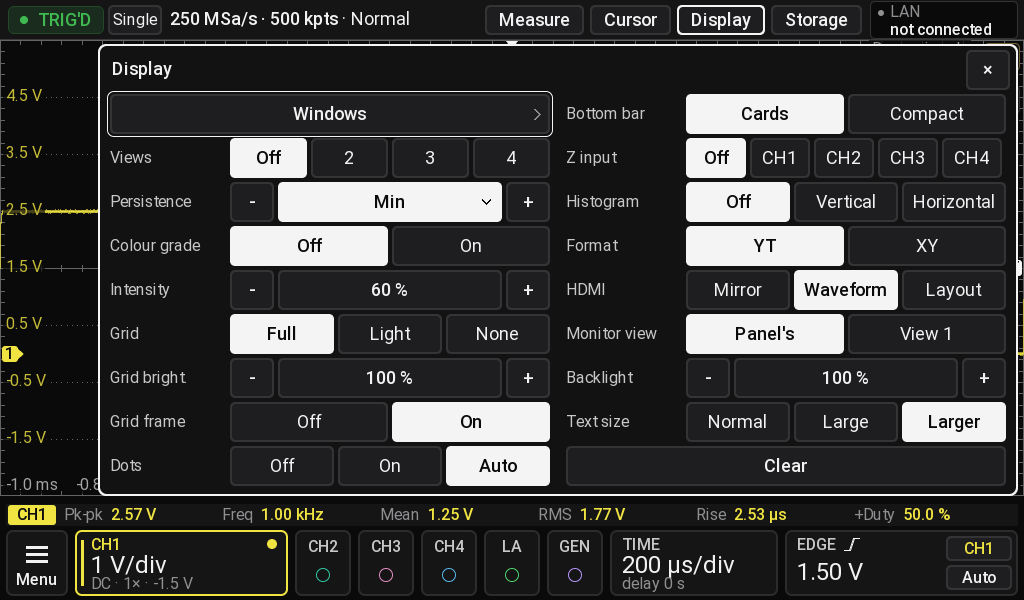 TRIG'D Single 250 MSa/s · 500 kpts · Normal Measure Cursor Display Storage LAN
not connected
Display ×
Windows Bottom bar Cards Compact
Views Off 2 3 4 Z input Off CH1 CH2 CH3 CH4
Persistence - Min + Histogram Off Vertical Horizontal
Colour grade Off On Format YT XY
Intensity - 60 % + HDMI Mirror Waveform Layout
Grid Full Light None Monitor view Panel's View 1
Grid bright - 100 % + Backlight - 100 % +
Grid frame Off On Text size Normal Large Larger
Dots Off On Auto Clear
4.5 V
3.5 V
2.5 V
1.5 V
0.5 V
1
-0.5 V
-1.5 V
-1.0 ms -0.8
CH1 Pk-pk 2.57 V Freq 1.00 kHz Mean 1.25 V RMS 1.77 V Rise 2.53 µs +Duty 50.0 %
Menu
CH1
1 V/div
DC · 1× · -1.5 V
CH2 CH3 CH4 LA GEN
TIME
200 µs/div
delay 0 s
EDGE CH1
1.50 V Auto